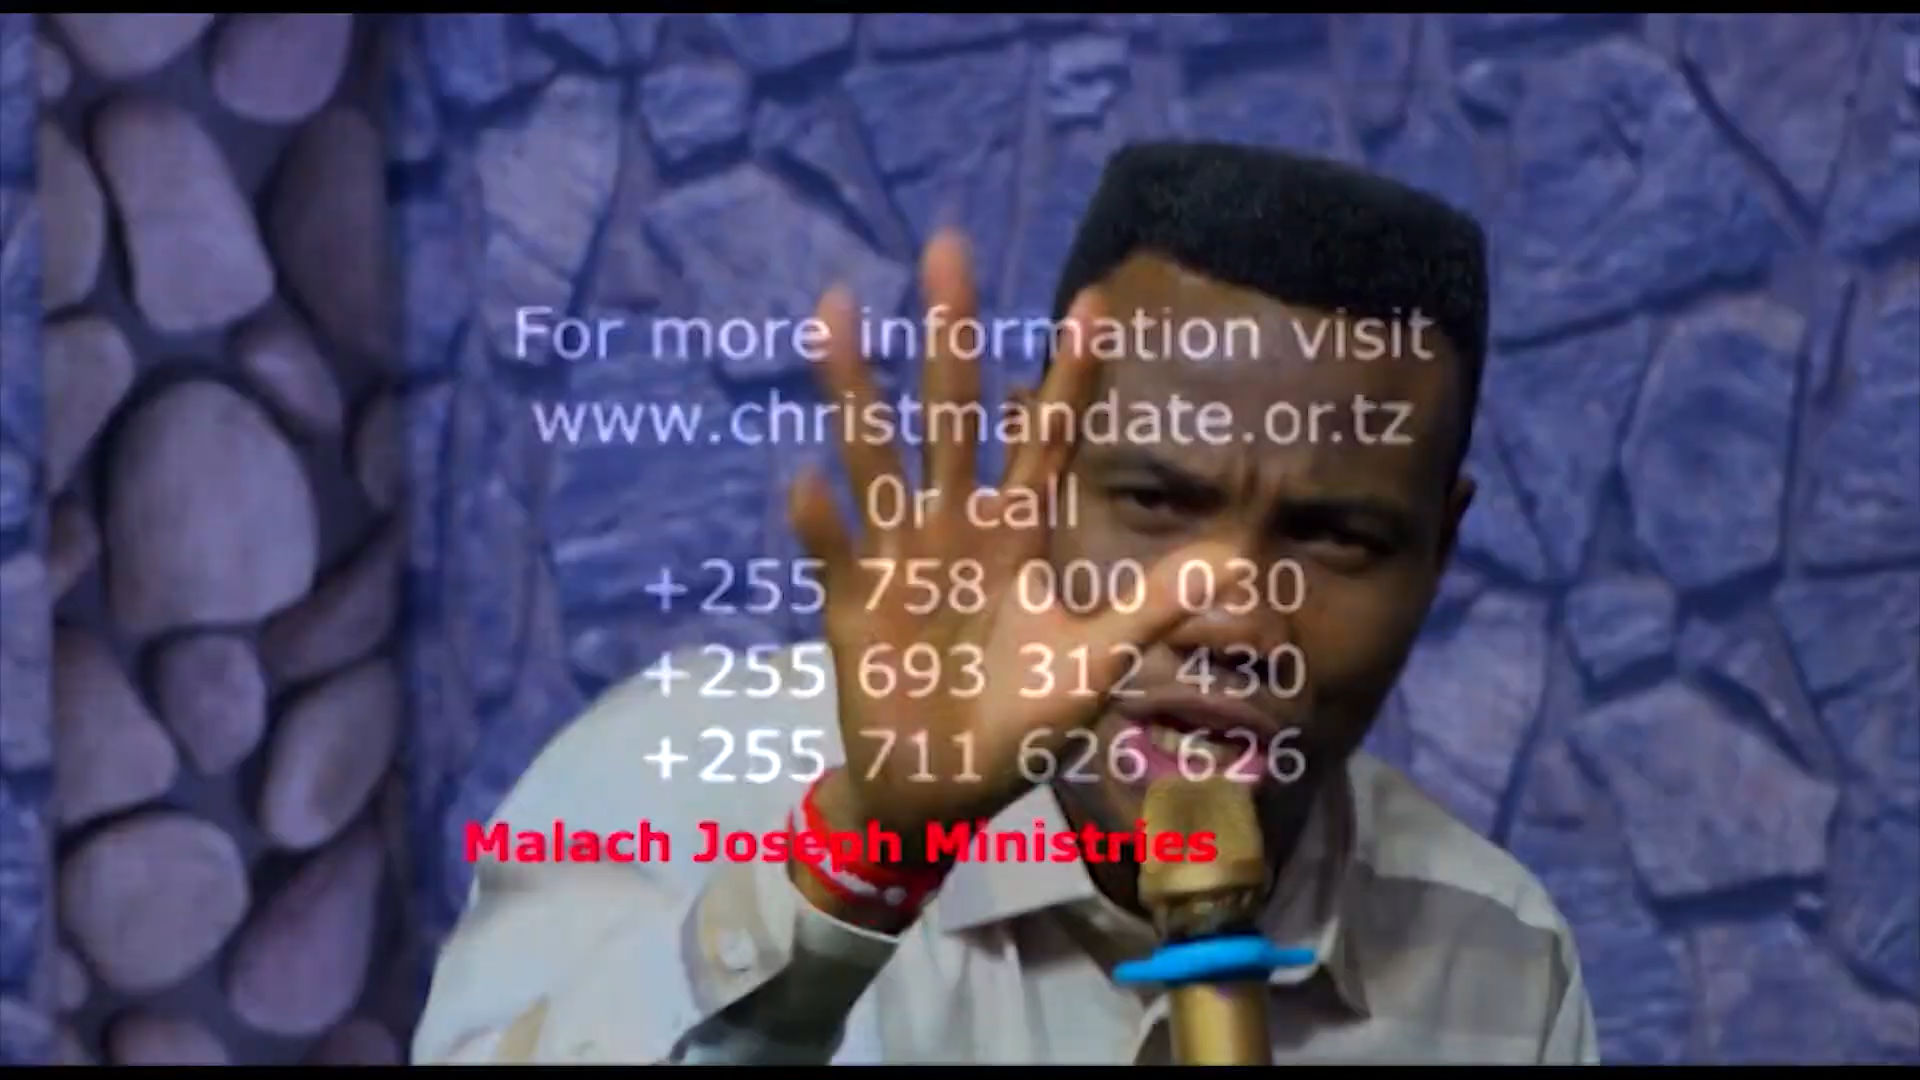 For more information visit
www.christmandate.or.tz
0r call
+255 758 000 030
+255 693 312 430
+255 711 626 626
Malach Joseph Ministries